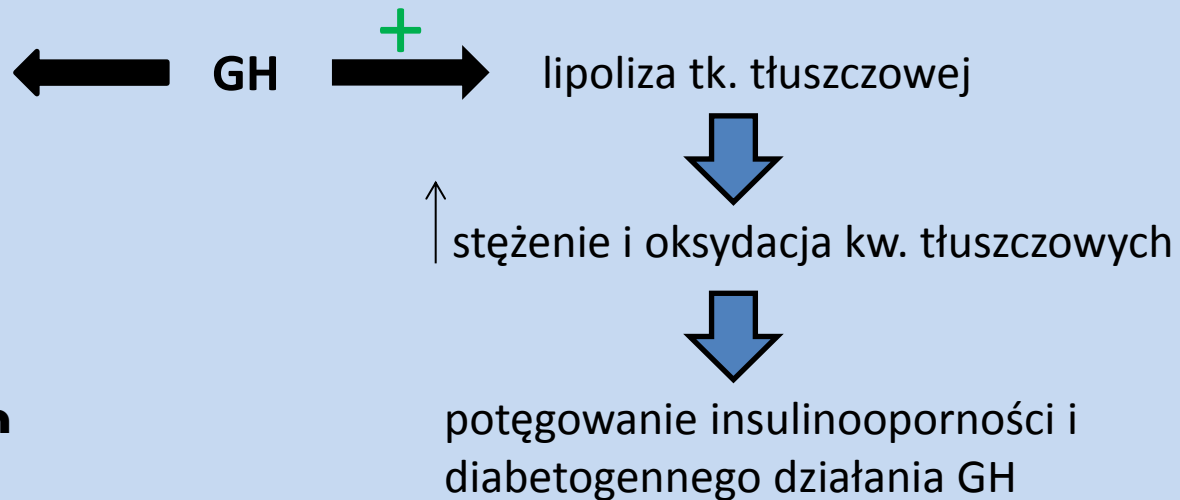 +
GH
lipoliza tk. tłuszczowej
stężenie i oksydacja kw. tłuszczowych
potęgowanie insulinooporności i
diabetogennego działania GH